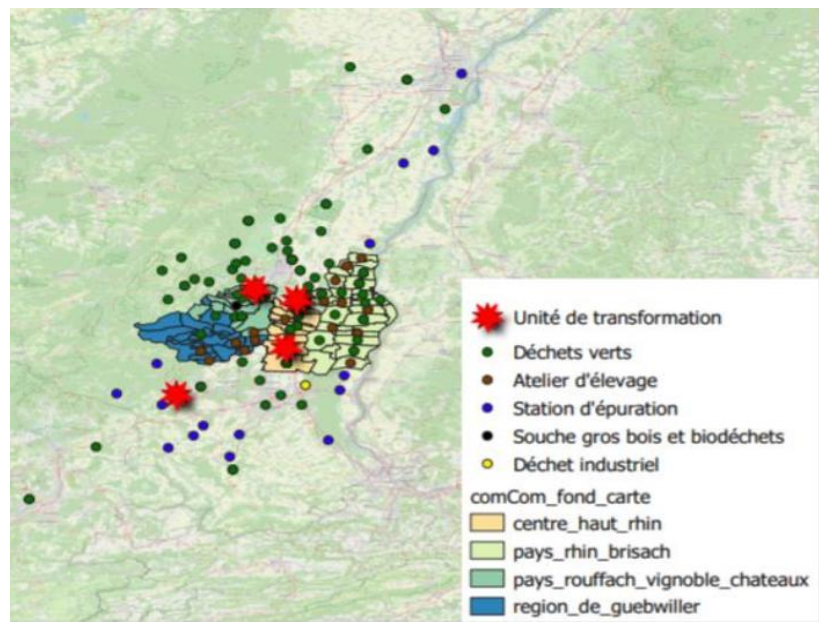 Unité de transformation
Déchets verts
Atelier d'élevage
Station d'épuration
Souche gros bois et biodéchets
Déchet industriel
comCom_fond_carte
centre_haut_rhin
pays_rhin_brisach
pays_rouffach_vignoble_chateaux
region_de_guebwiller